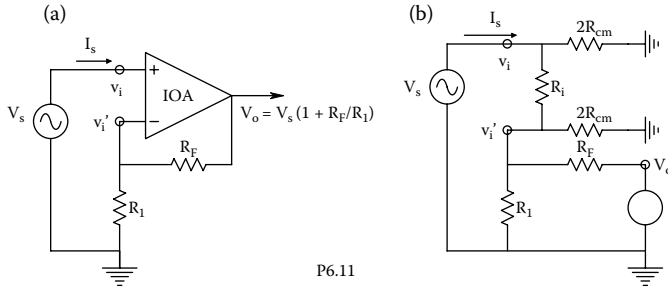 (a)
I_s
+
v_i
IOA
V_s
v_i'
−
V_o = V_s (1 + R_F/R_1)
R_F
R_1
(b)
I_s
2R_cm
v_i
V_s
R_i
v_i'
2R_cm
R_F
R_1
P6.11